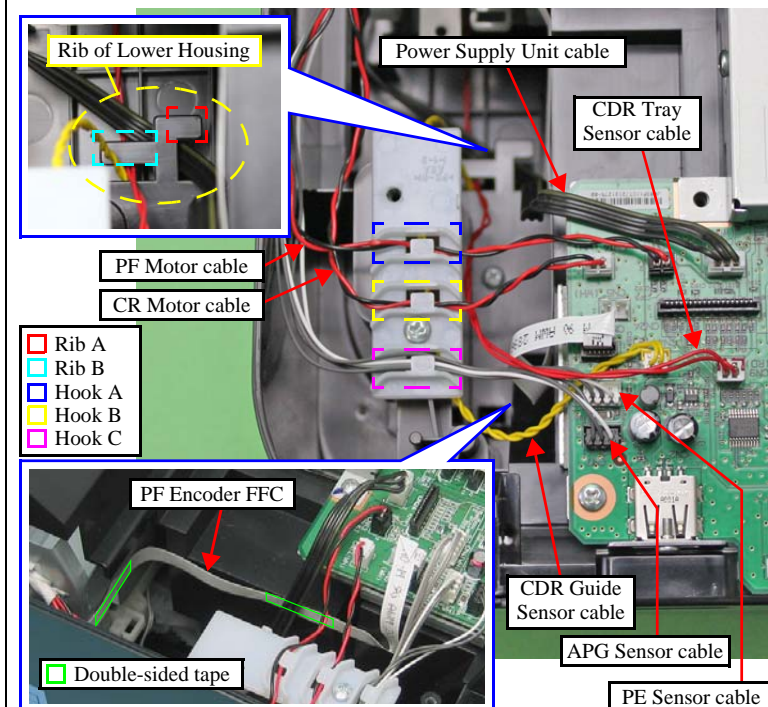 Rib of Lower Housing
Power Supply Unit cable
CDR Tray
Sensor cable
PF Motor cable
CR Motor cable
Rib A
Rib B
Hook A
Hook B
Hook C
PF Encoder FFC
Double-sided tape
CDR Guide
Sensor cable
APG Sensor cable
PE Sensor cable